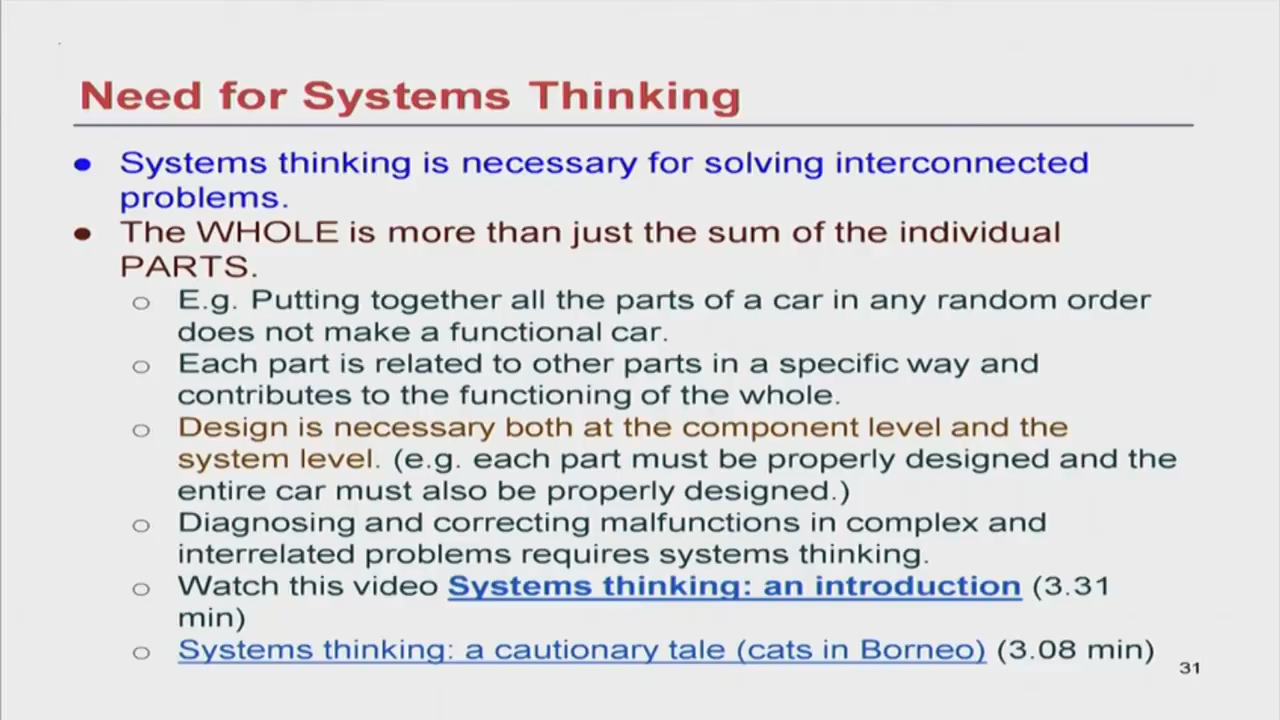 Need for Systems Thinking
● Systems thinking is necessary for solving interconnected
problems.
● The WHOLE is more than just the sum of the individual
PARTS.
o E.g. Putting together all the parts of a car in any random order
does not make a functional car.
o Each part is related to other parts in a specific way and
contributes to the functioning of the whole.
o Design is necessary both at the component level and the
system level. (e.g. each part must be properly designed and the
entire car must also be properly designed.)
o Diagnosing and correcting malfunctions in complex and
interrelated problems requires systems thinking.
o Watch this video Systems thinking: an introduction (3.31
min)
o Systems thinking: a cautionary tale (cats in Borneo) (3.08 min)
31